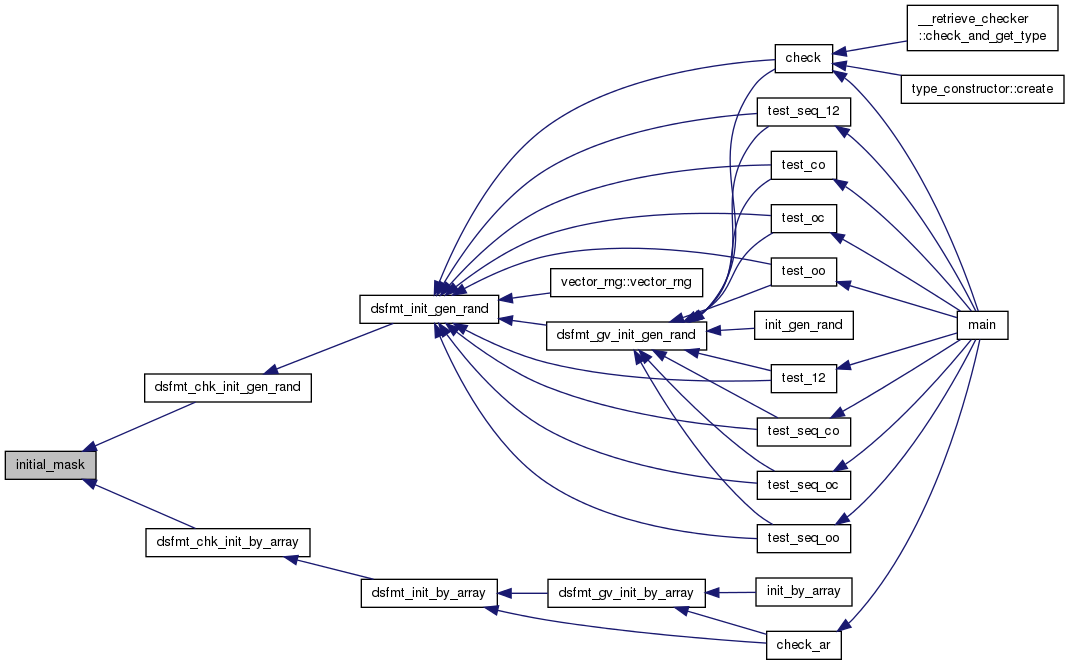 __retrieve_checker
::check_and_get_type
check
type_constructor::create
test_seq_12
test_co
test_oc
test_oo
vector_rng::vector_rng
dsfmt_init_gen_rand
init_gen_rand
main
dsfmt_gv_init_gen_rand
test_12
dsfmt_chk_init_gen_rand
test_seq_co
initial_mask
test_seq_oc
test_seq_oo
dsfmt_chk_init_by_array
dsfmt_init_by_array
dsfmt_gv_init_by_array
init_by_array
check_ar